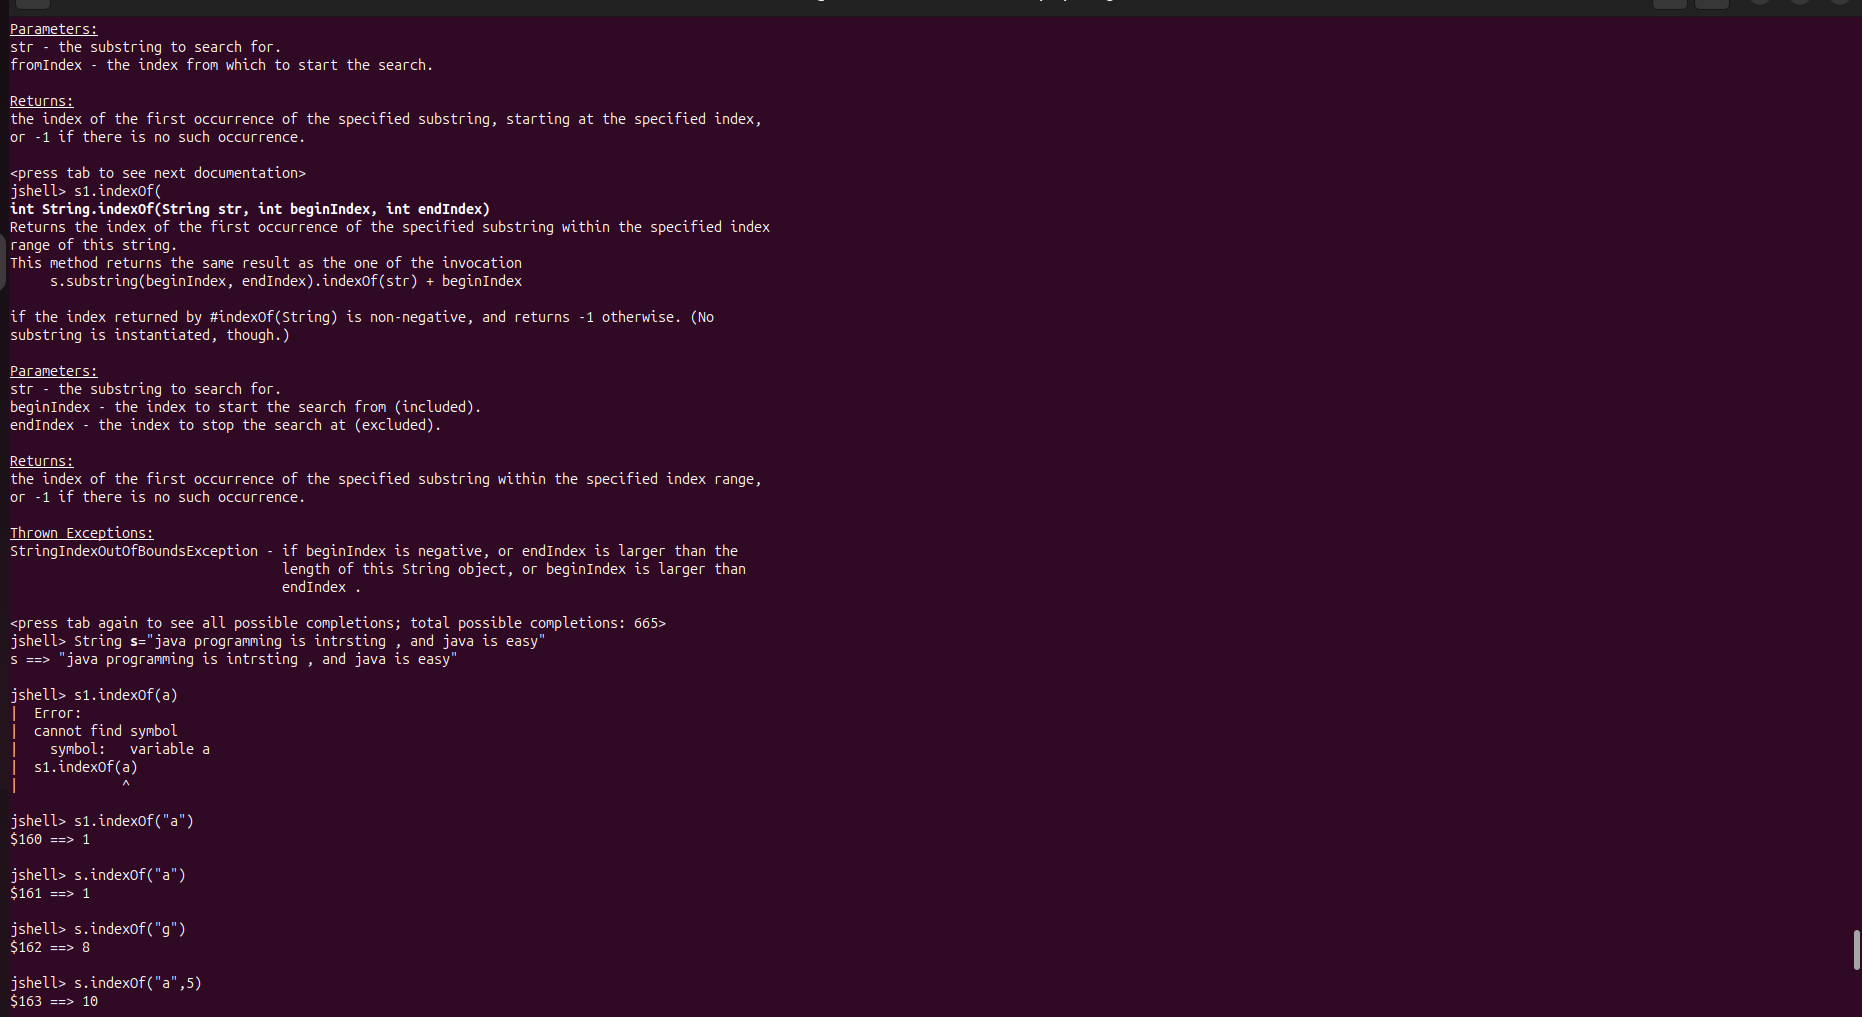 Parameters:
str - the substring to search for.
fromIndex - the index from which to start the search.
Returns:
the index of the first occurrence of the specified substring, starting at the specified index,
or -1 if there is no such occurrence.
<press tab to see next documentation>
jshell> s1.indexOf(
int String.indexOf(String str, int beginIndex, int endIndex)
Returns the index of the first occurrence of the specified substring within the specified index
range of this string.
This method returns the same result as the one of the invocation
s.substring(beginIndex, endIndex).indexOf(str) + beginIndex
if the index returned by #indexOf(String) is non-negative, and returns -1 otherwise. (No
substring is instantiated, though.)
Parameters:
str - the substring to search for.
beginIndex - the index to start the search from (included).
endIndex - the index to stop the search at (excluded).
Returns:
the index of the first occurrence of the specified substring within the specified index range,
or -1 if there is no such occurrence.
Thrown Exceptions:
StringIndexOutOfBoundsException - if beginIndex is negative, or endIndex is larger than the
length of this String object, or beginIndex is larger than
endIndex .
<press tab again to see all possible completions; total possible completions: 665>
jshell> String s="java programming is intrsting , and java is easy"
s ==> "java programming is intrsting , and java is easy"
jshell> s1.indexOf(a)
|  Error:
|  cannot find symbol
|    symbol:   variable a
|  s1.indexOf(a)
|             ^
jshell> s1.indexOf("a")
$160 ==> 1
jshell> s.indexOf("a")
$161 ==> 1
jshell> s.indexOf("g")
$162 ==> 8
jshell> s.indexOf("a",5)
$163 ==> 10